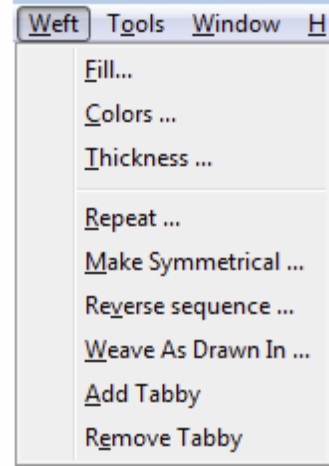 Weft Tools Window H
Fill...
Colors ...
Thickness ...
Repeat ...
Make Symmetrical ...
Reverse sequence ...
Weave As Drawn In ...
Add Tabby
Remove Tabby